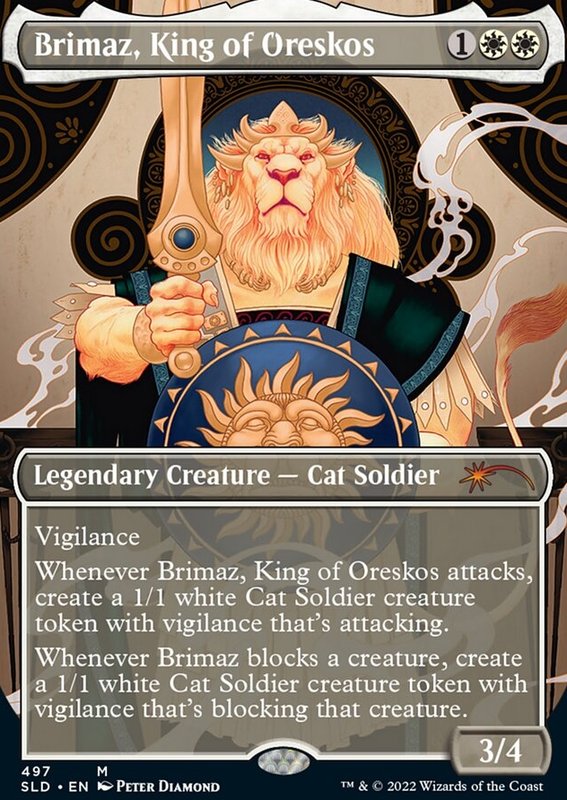 Brimaz, King of Oreskos 1
Legendary Creature — Cat Soldier
Vigilance
Whenever Brimaz, King of Oreskos attacks,
create a 1/1 white Cat Soldier creature
token with vigilance that's attacking.
Whenever Brimaz blocks a creature, create
a 1/1 white Cat Soldier creature token with
vigilance that's blocking that creature.
3/4
497 M
SLD • EN Peter Diamond
™ & © 2022 Wizards of the Coast